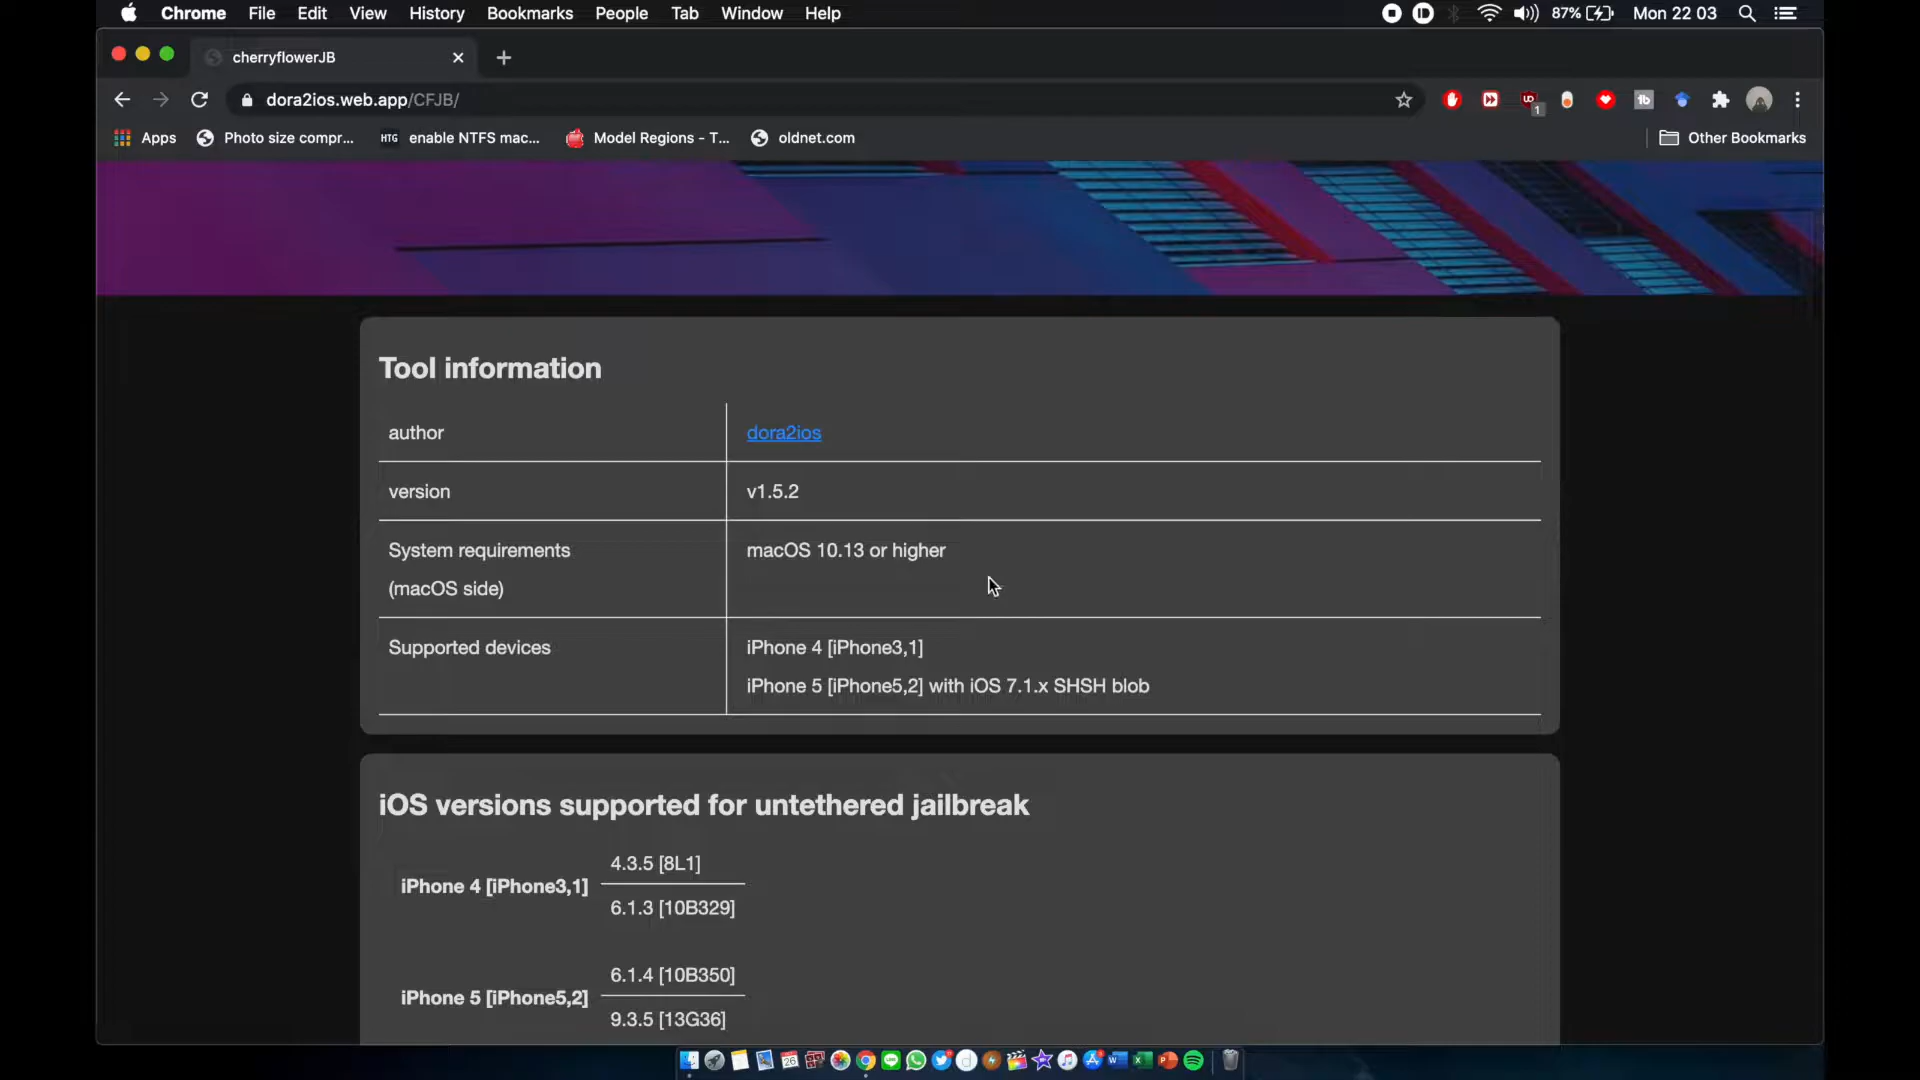 Chrome File Edit View History Bookmarks People Tab Window Help 87% Mon 22 03
cherryflowerJB
dora2ios.web.app/CFJB/
UD 1 tb
Apps Photo size compr... HTG enable NTFS mac... Model Regions - T... oldnet.com Other Bookmarks
Tool information
author dora2ios
version v1.5.2
System requirements macOS 10.13 or higher
(macOS side)
Supported devices iPhone 4 [iPhone3,1]
iPhone 5 [iPhone5,2] with iOS 7.1.x SHSH blob
iOS versions supported for untethered jailbreak
4.3.5 [8L1]
iPhone 4 [iPhone3,1]
6.1.3 [10B329]
6.1.4 [10B350]
iPhone 5 [iPhone5,2]
9.3.5 [13G36]
26